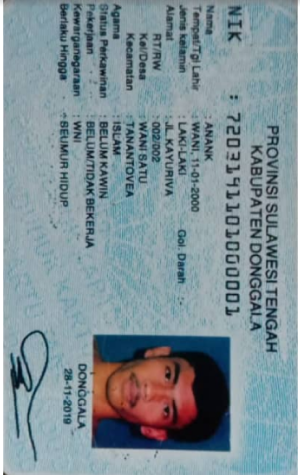 PROVINSI SULAWESI TENGAH
KABUPATEN DONGGALA
NIK : 7203191101000001
Nama : ANANK
Tempat/Tgl Lahir : WANI, 11-01-2000
Jenis kelamin : LAKI-LAKI Gol. Darah : -
Alamat : JL.KAYURIVA
RT/RW : 002/002
Kel/Desa : WANI SATU
Kecamatan : TANANTOVEA
Agama : ISLAM
Status Perkawinan : BELUM KAWIN
Pekerjaan : BELUM/TIDAK BEKERJA
Kewarganegaraan : WNI
Berlaku Hingga : SEUMUR HIDUP
DONGGALA
28-11-2019